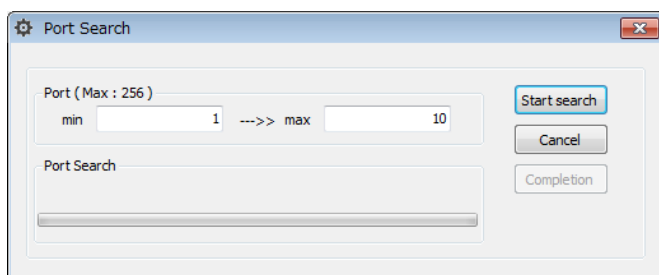 Port Search
Port ( Max : 256 )
min 1 --->> max 10
Start search
Cancel
Port Search
Completion